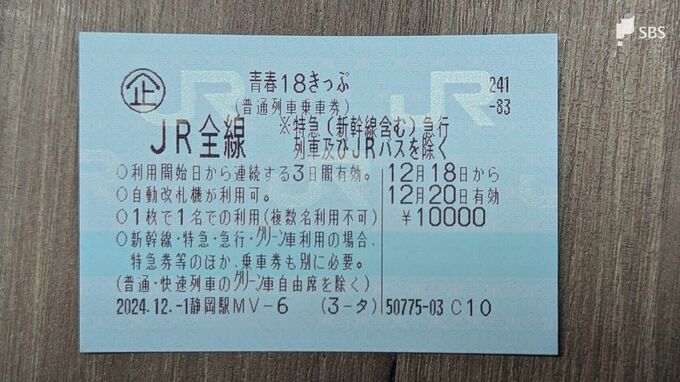 SBS
企 青春18きっぷ 241
(普通列車乗車券) -83
JR全線 ※特急(新幹線含む)急行
列車及びJRバスを除く
○利用開始日から連続する3日間有効。 12月18日から
○自動改札機が利用可。 12月20日有効
○1枚で1名での利用(複数名利用不可) ¥10000
○新幹線・特急・急行・グリーン車利用の場合、
特急券等のほか、乗車券も別に必要。
(普通・快速列車のグリーン車自由席を除く)
2024.12.-1静岡駅MV-6 (3-タ) 50775-03 C10